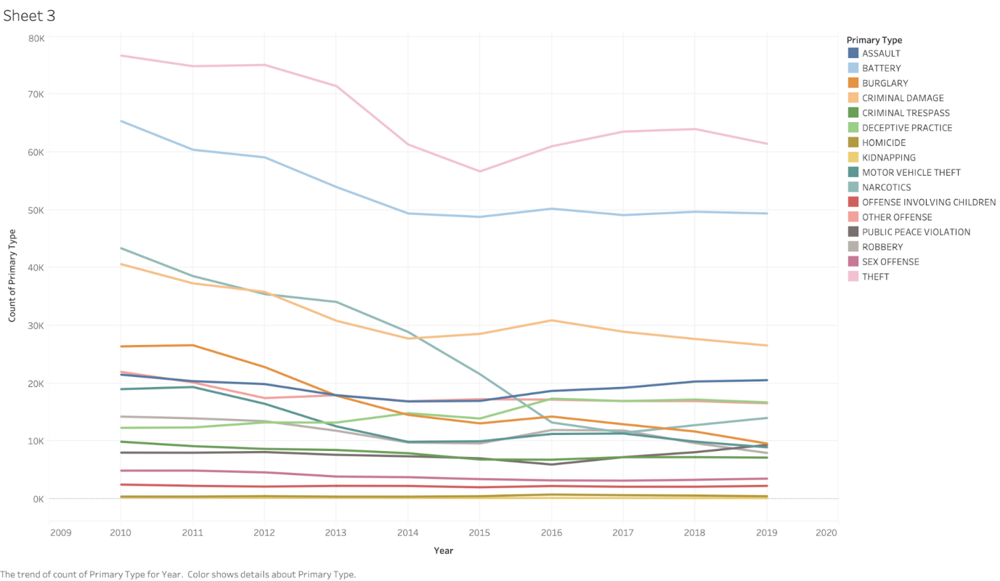 Sheet 3
80K
70K
60K
50K
40K
30K
20K
10K
0K
Count of Primary Type
2009 2010 2011 2012 2013 2014 2015 2016 2017 2018 2019 2020
Year
Primary Type
ASSAULT
BATTERY
BURGLARY
CRIMINAL DAMAGE
CRIMINAL TRESPASS
DECEPTIVE PRACTICE
HOMICIDE
KIDNAPPING
MOTOR VEHICLE THEFT
NARCOTICS
OFFENSE INVOLVING CHILDREN
OTHER OFFENSE
PUBLIC PEACE VIOLATION
ROBBERY
SEX OFFENSE
THEFT
The trend of count of Primary Type for Year. Color shows details about Primary Type.